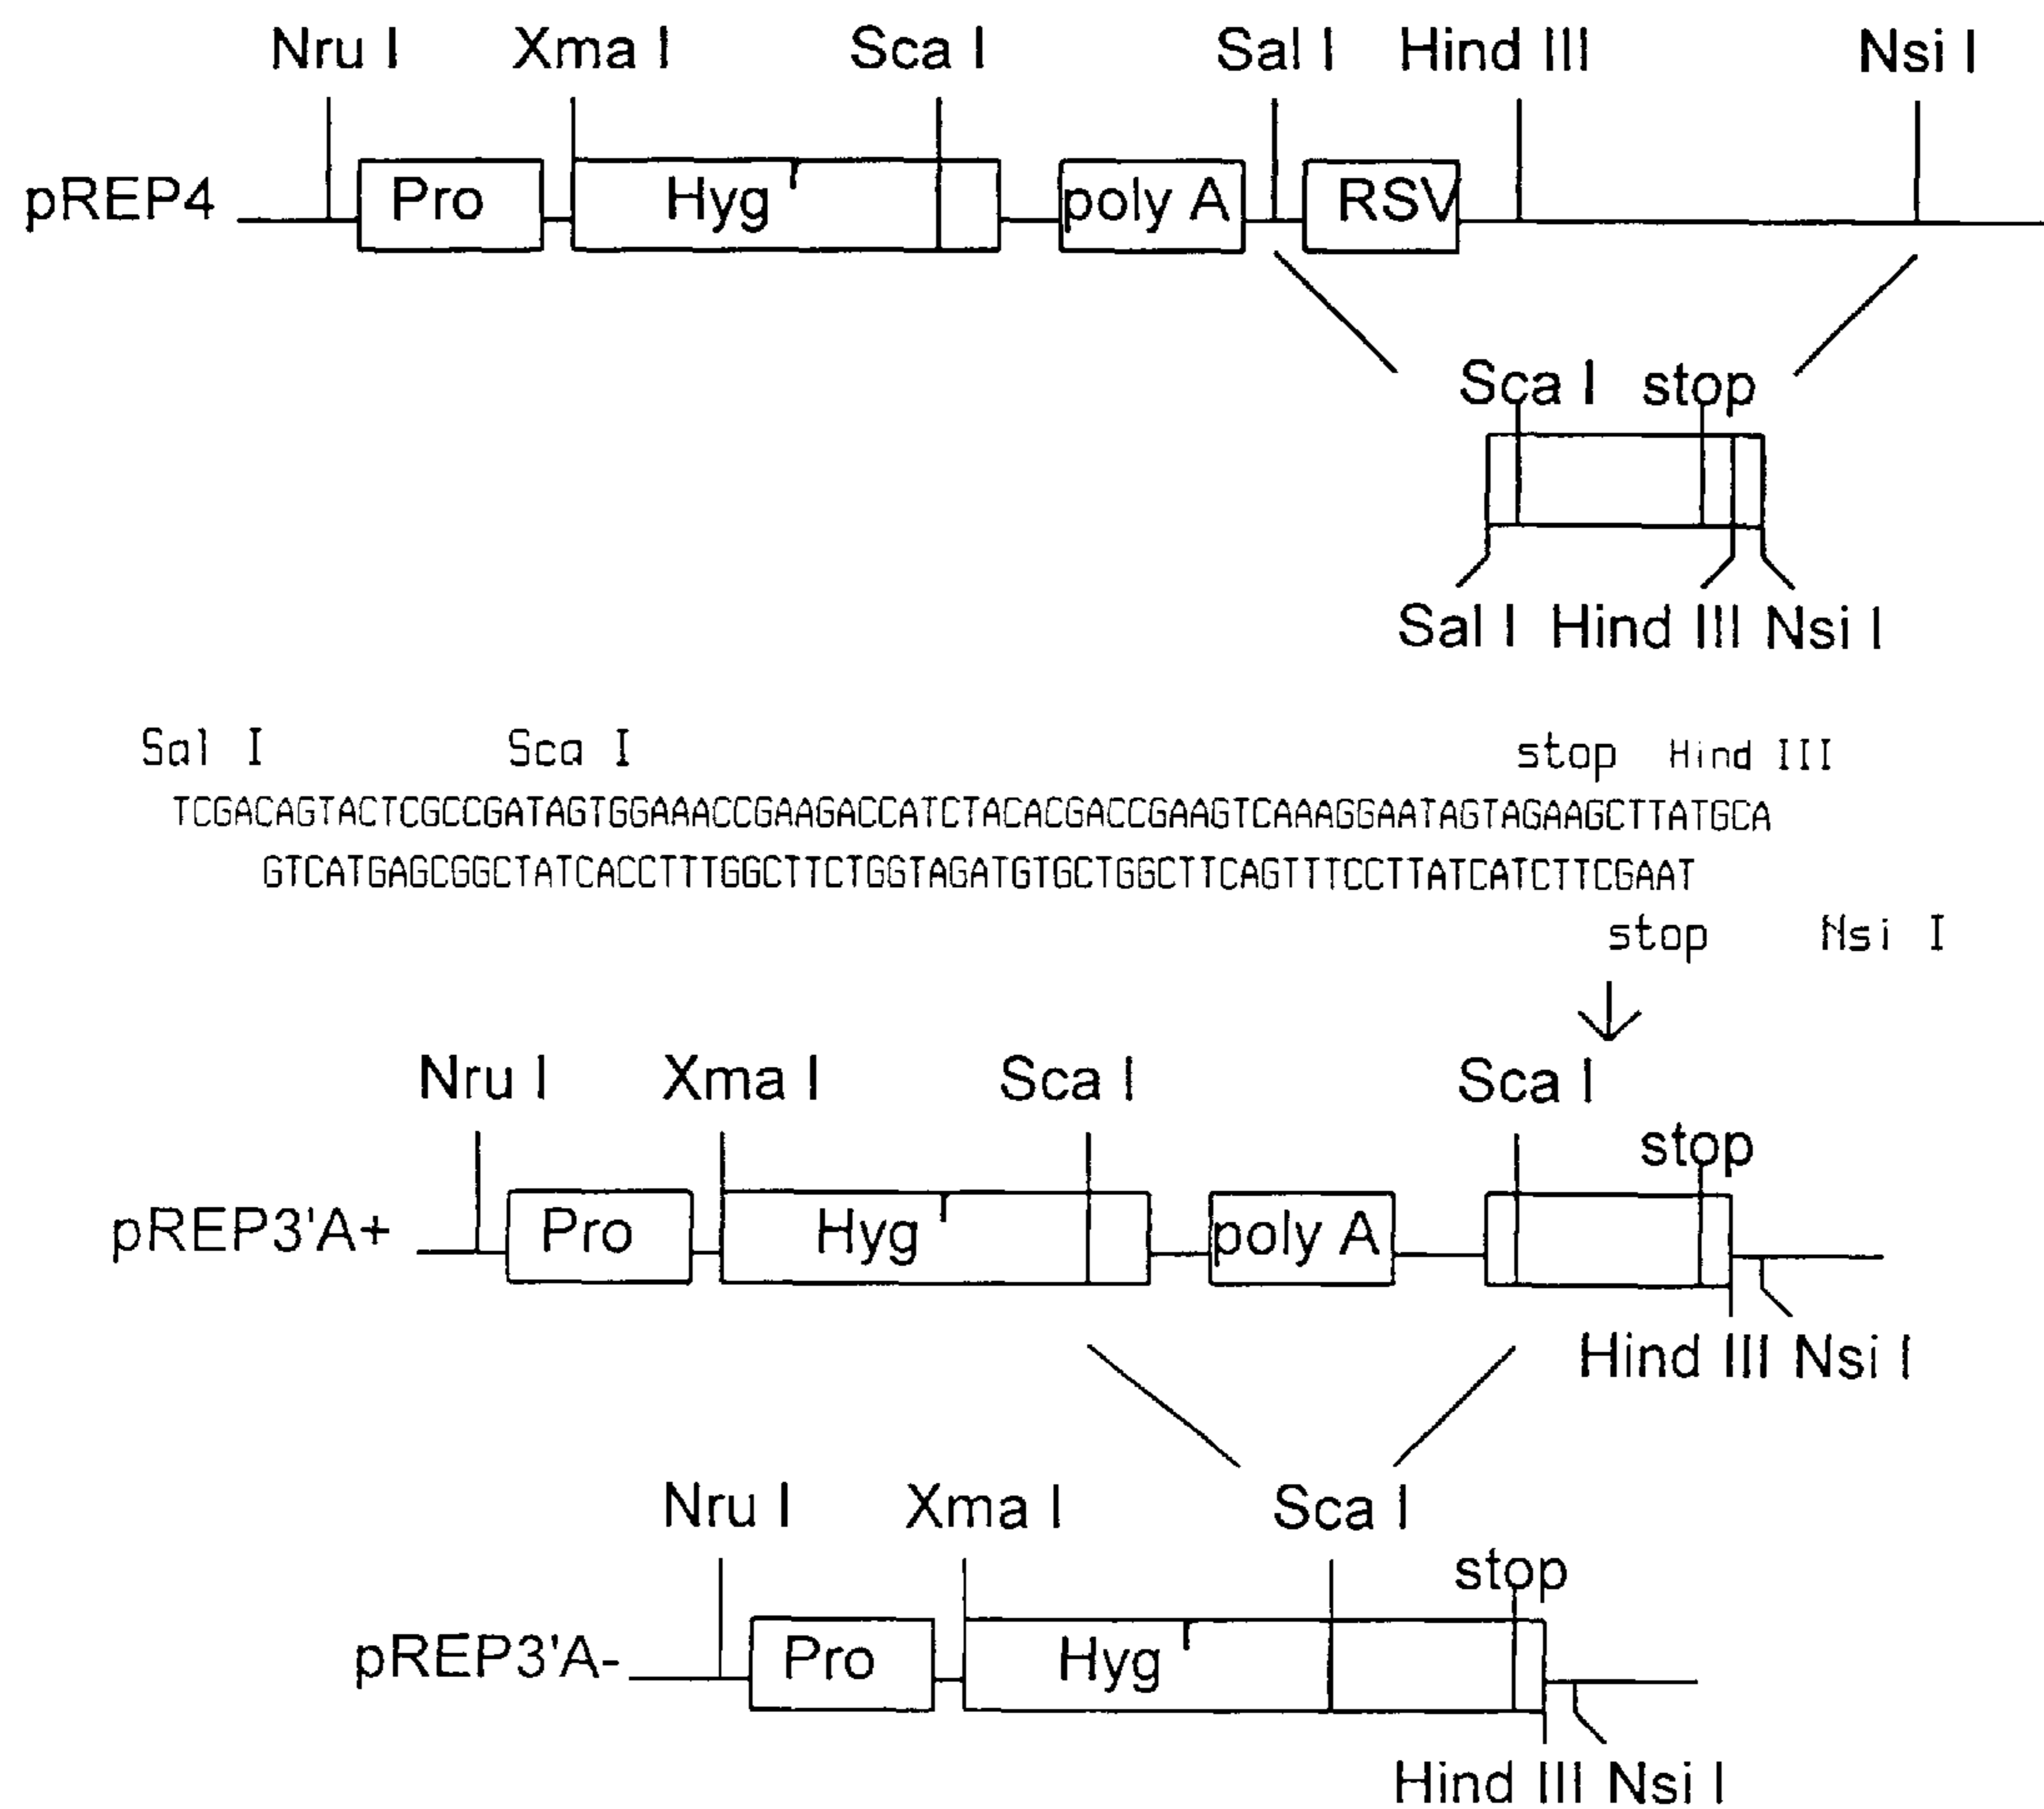 Nru I Xma I Sca I Sal I Hind III Nsi I
pREP4 Pro Hyg r poly A RSV
Sca I stop
Sal I Hind III Nsi I
Sal I Sca I stop Hind III
TCGACAGTACTCGCCGATAGTGGAAACCGAAGACCATCTACACGACCGAAGTCAAAGGAATAGTAGAAGCTTATGCA
GTCATGAGCGGCTATCACCTTTGGCTTCTGGTAGATGTGCTGGCTTCAGTTTCCTTATCATCTTCGAAT
stop Nsi I
Nru I Xma I Sca I Sca I
stop
pREP3'A+ Pro Hyg r poly A
Hind III Nsi I
Nru I Xma I Sca I
stop
pREP3'A- Pro Hyg r
Hind III Nsi I